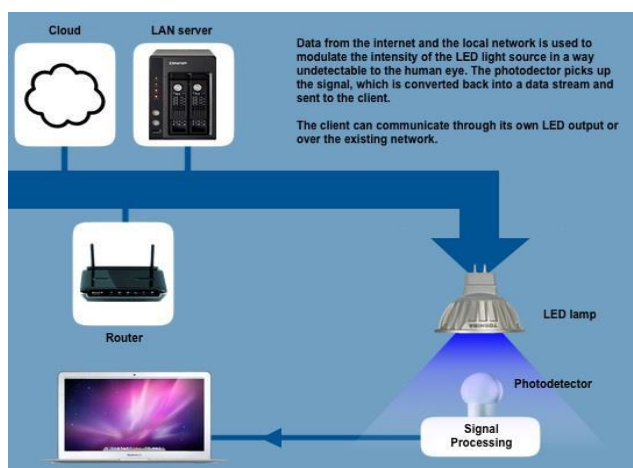 Cloud
LAN server
Data from the internet and the local network is used to
modulate the intensity of the LED light source in a way
undetectable to the human eye. The photodector picks up
the signal, which is converted back into a data stream and
sent to the client.
The client can communicate through its own LED output or
over the existing network.
Router
LED lamp
TOSHIBA
Photodetector
Signal
Processing